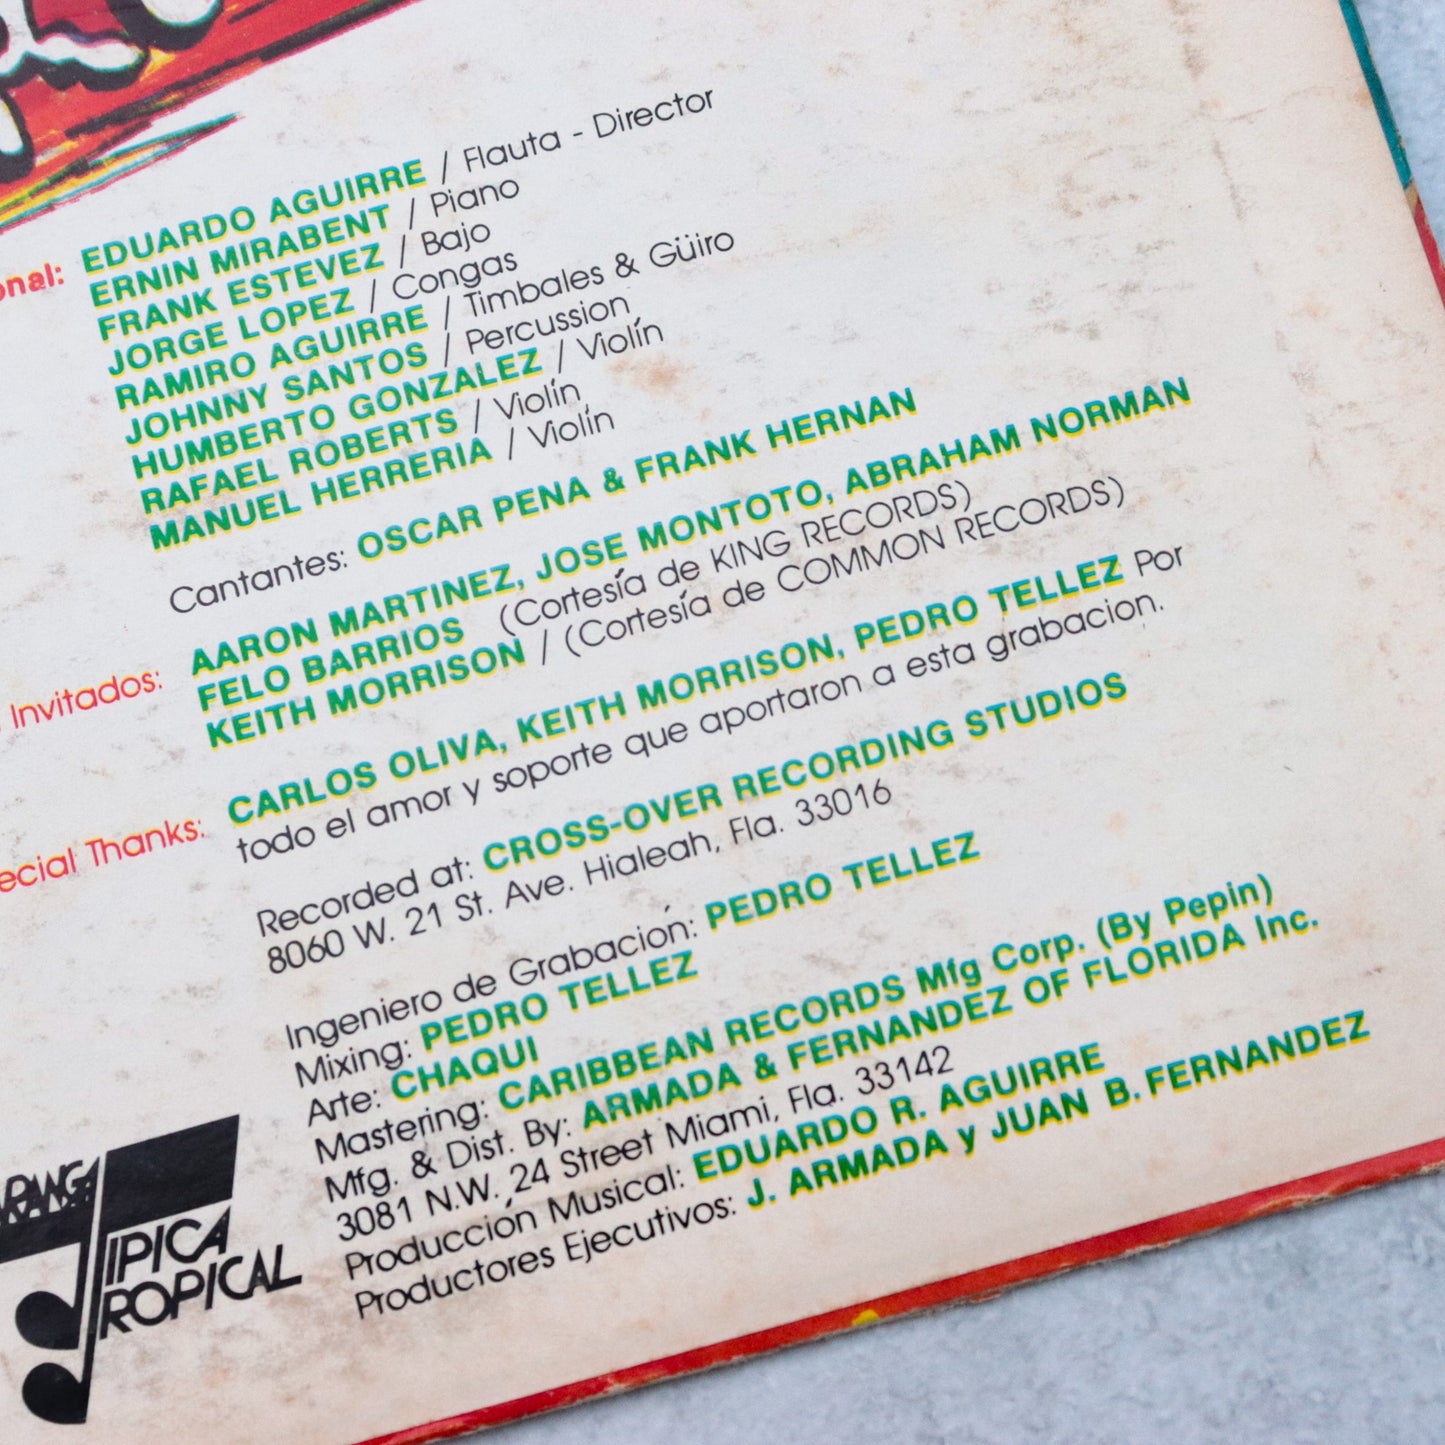 EDUARDO AGUIRRE / Flauta - Director
ERNIN MIRABENT / Piano
onal: FRANK ESTEVEZ / Bajo
JORGE LOPEZ / Congas
RAMIRO AGUIRRE / Timbales & Güiro
JOHNNY SANTOS / Percussion
HUMBERTO GONZALEZ / Violín
RAFAEL ROBERTS / Violín
MANUEL HERRERIA / Violín
Cantantes: OSCAR PENA & FRANK HERNAN
AARON MARTINEZ, JOSE MONTOTO, ABRAHAM NORMAN
Invitados: FELO BARRIOS (Cortesía de KING RECORDS)
KEITH MORRISON / (Cortesía de COMMON RECORDS)
ecial Thanks: CARLOS OLIVA, KEITH MORRISON, PEDRO TELLEZ Por
todo el amor y soporte que aportaron a esta grabacion.
Recorded at: CROSS-OVER RECORDING STUDIOS
8060 W. 21 St. Ave. Hialeah, Fla. 33016
Ingeniero de Grabación: PEDRO TELLEZ
Mixing: PEDRO TELLEZ
Arte: CHAQUI
Mastering: CARIBBEAN RECORDS Mfg Corp. (By Pepin)
Mfg. & Dist. By: ARMADA & FERNANDEZ OF FLORIDA Inc.
3081 N.W. 24 Street Miami, Fla. 33142
Producción Musical: EDUARDO R. AGUIRRE
Productores Ejecutivos: J. ARMADA y JUAN B. FERNANDEZ
ARANGA
TIPICA
TROPICAL